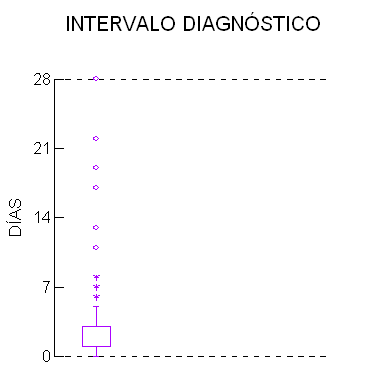 INTERVALO DIAGNÓSTICO
28
21
14
7
0
DÍAS